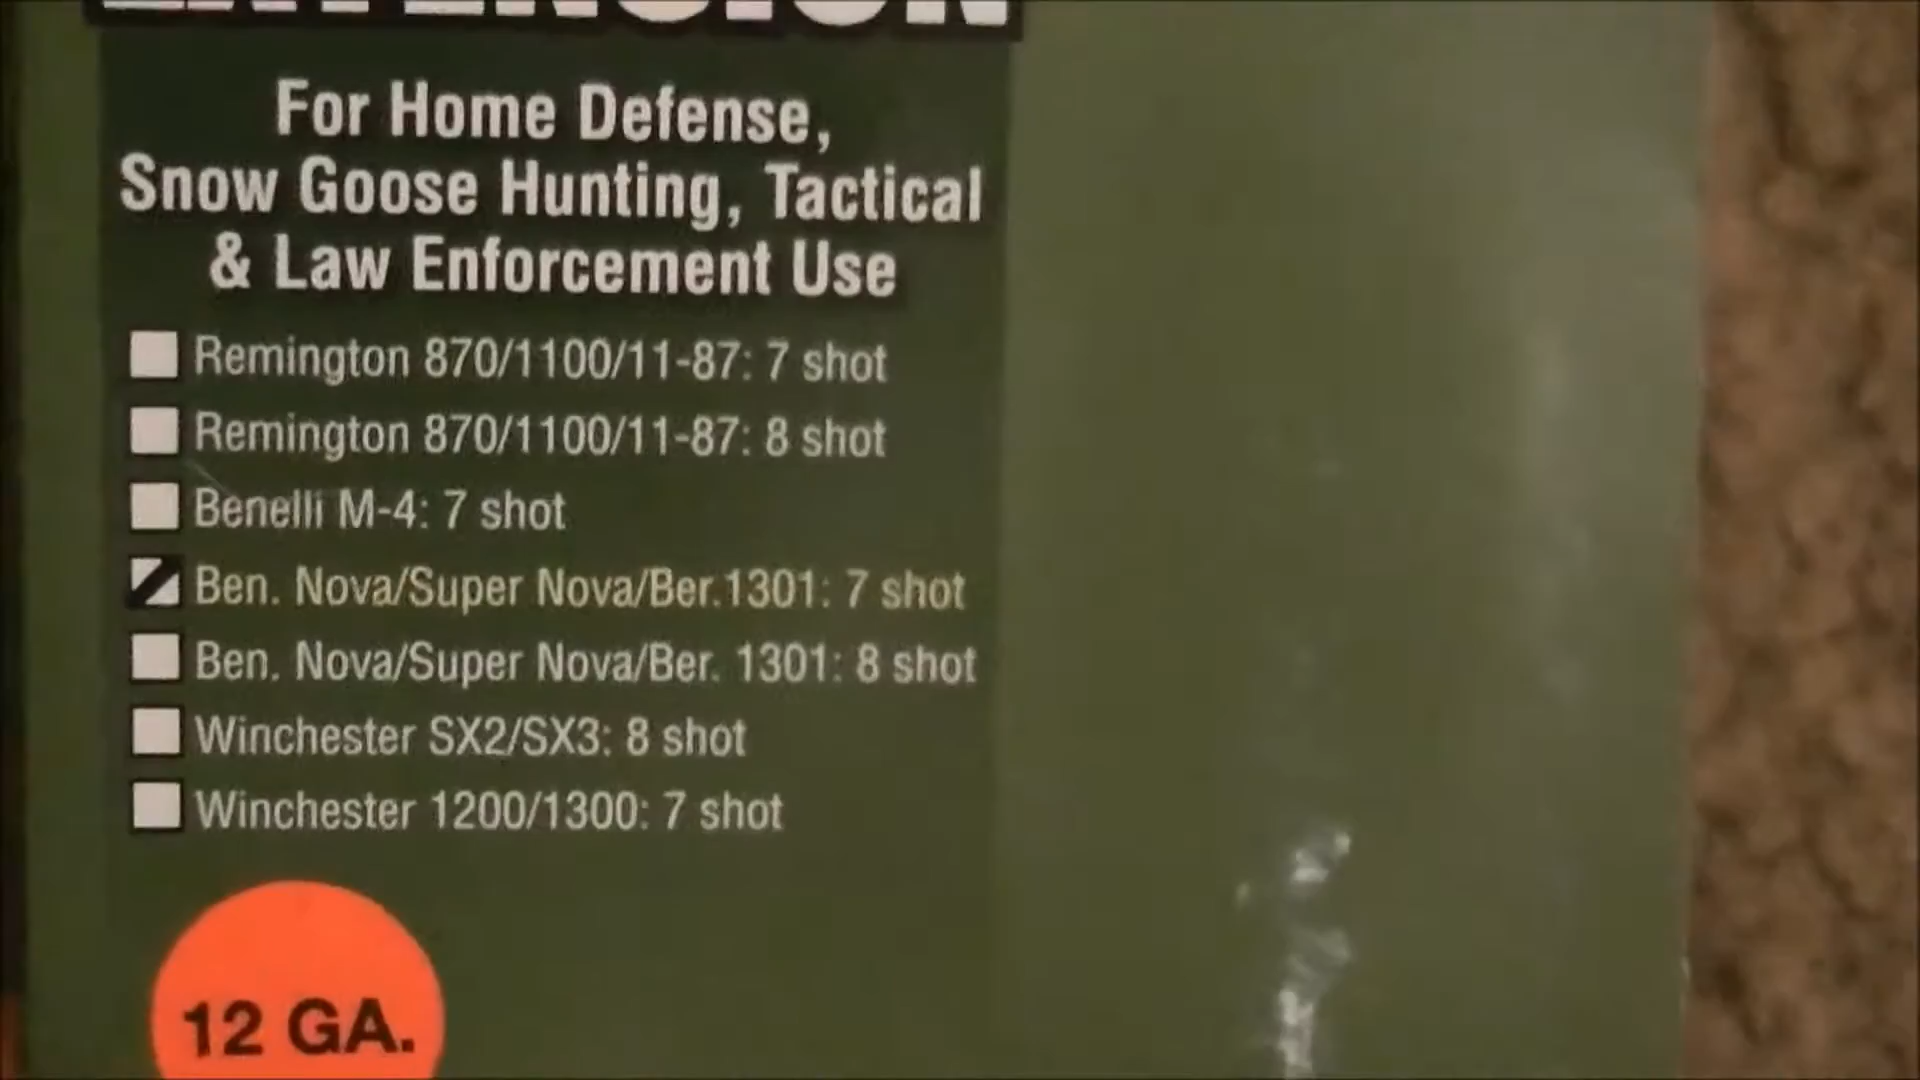 EXTENSION
For Home Defense,
Snow Goose Hunting, Tactical
& Law Enforcement Use
Remington 870/1100/11-87: 7 shot
Remington 870/1100/11-87: 8 shot
Benelli M-4: 7 shot
Ben. Nova/Super Nova/Ber.1301: 7 shot
Ben. Nova/Super Nova/Ber. 1301: 8 shot
Winchester SX2/SX3: 8 shot
Winchester 1200/1300: 7 shot
12 GA.